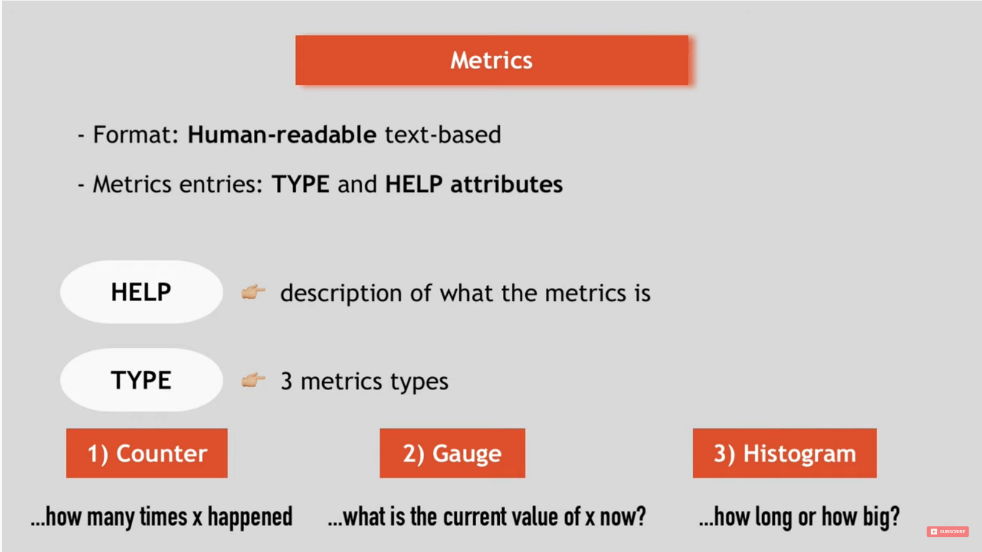 Metrics
- Format: Human-readable text-based
- Metrics entries: TYPE and HELP attributes
HELP description of what the metrics is
TYPE 3 metrics types
1) Counter 2) Gauge 3) Histogram
...how many times x happened ...what is the current value of x now? ...how long or how big?
SUBSCRIBE